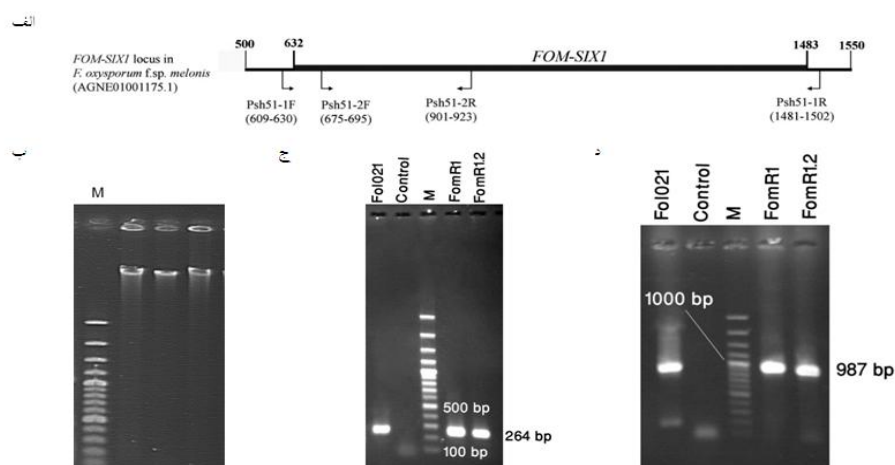 الف
500
632
FOM-SIX1
1483
1550
FOM-SIX1 locus in
F. oxysporum f.sp. melonis
(AGNE01001175.1)
Psh51-1F
(609-630)
Psh51-2F
(675-695)
Psh51-2R
(901-923)
Psh51-1R
(1481-1502)
ب
M
ج
Fol021
Control
M
FomR1
FomR1.2
500 bp
264 bp
100 bp
د
Fol021
Control
M
FomR1
FomR1.2
1000 bp
987 bp